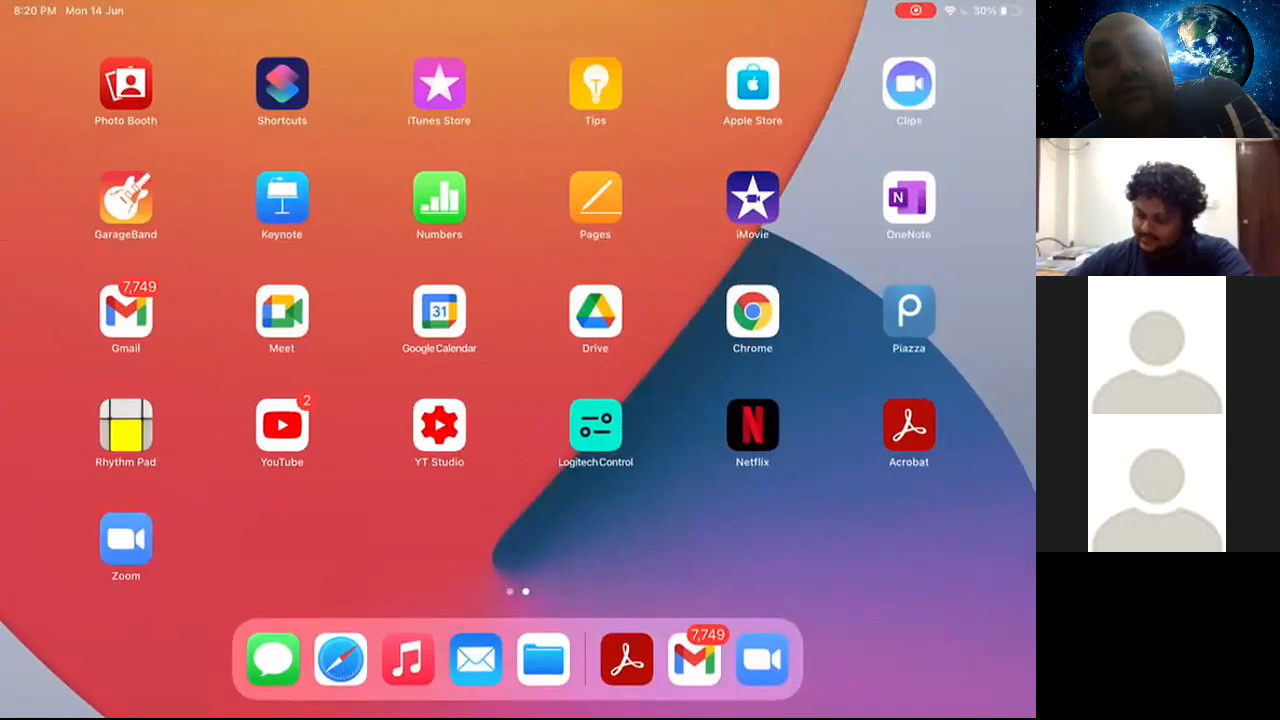 8:20 PM Mon 14 Jun
30%
Photo Booth
Shortcuts
iTunes Store
Tips
Apple Store
Clips
GarageBand
Keynote
Numbers
Pages
iMovie
N
OneNote
7,749
Gmail
Meet
31
Google Calendar
Drive
Chrome
P
Piazza
Rhythm Pad
2
YouTube
YT Studio
Logitech Control
N
Netflix
Acrobat
Zoom
7,749